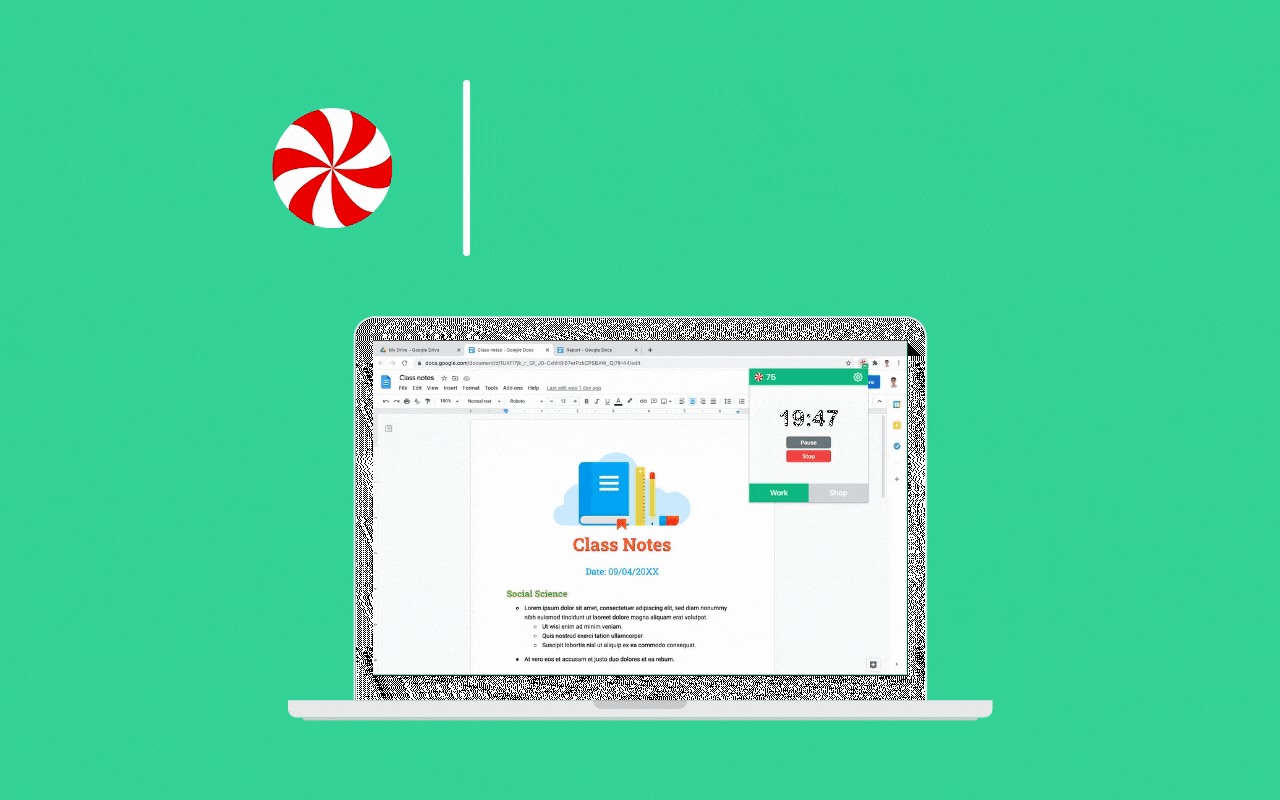 My Drive - Google Drive
Class notes - Google Docs
Report - Google Docs
Class notes
File Edit View Insert Format Tools Add-ons Help Last edit was 1 day ago
100% Normal text Roboto 12
75
19:47
Pause
Stop
Work Shop
Class Notes
Date: 09/04/20XX
Social Science
Lorem ipsum dolor sit amet, consectetuer adipiscing elit, sed diam nonummy
nibh euismod tincidunt ut laoreet dolore magna aliquam erat volutpat.
Ut wisi enim ad minim veniam.
Quis nostrud exerci tation ullamcorper.
Suscipit lobortis nisl ut aliquip ex ea commodo consequat.
At vero eos et accusam et justo duo dolores et ea rebum.